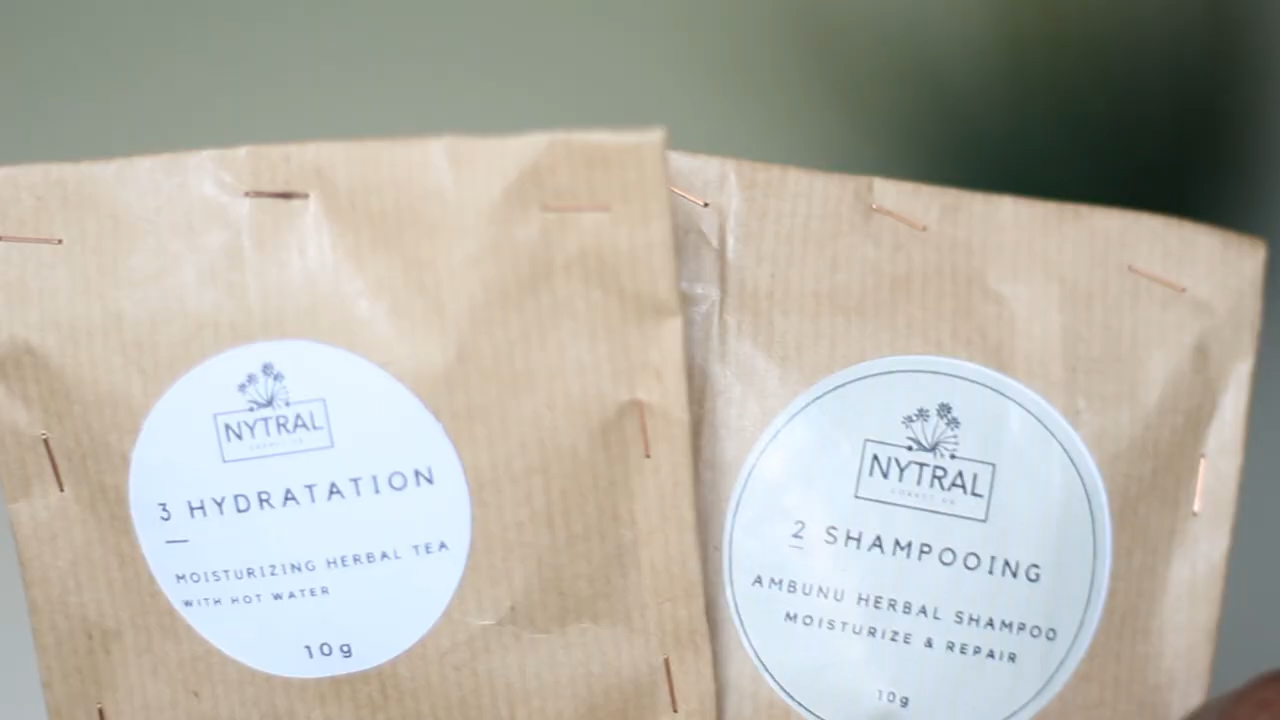 NYTRAL
3 HYDRATATION
MOISTURIZING HERBAL TEA
WITH HOT WATER
10g
NYTRAL
2 SHAMPOOING
AMBUNU HERBAL SHAMPOO
MOISTURIZE & REPAIR
10g